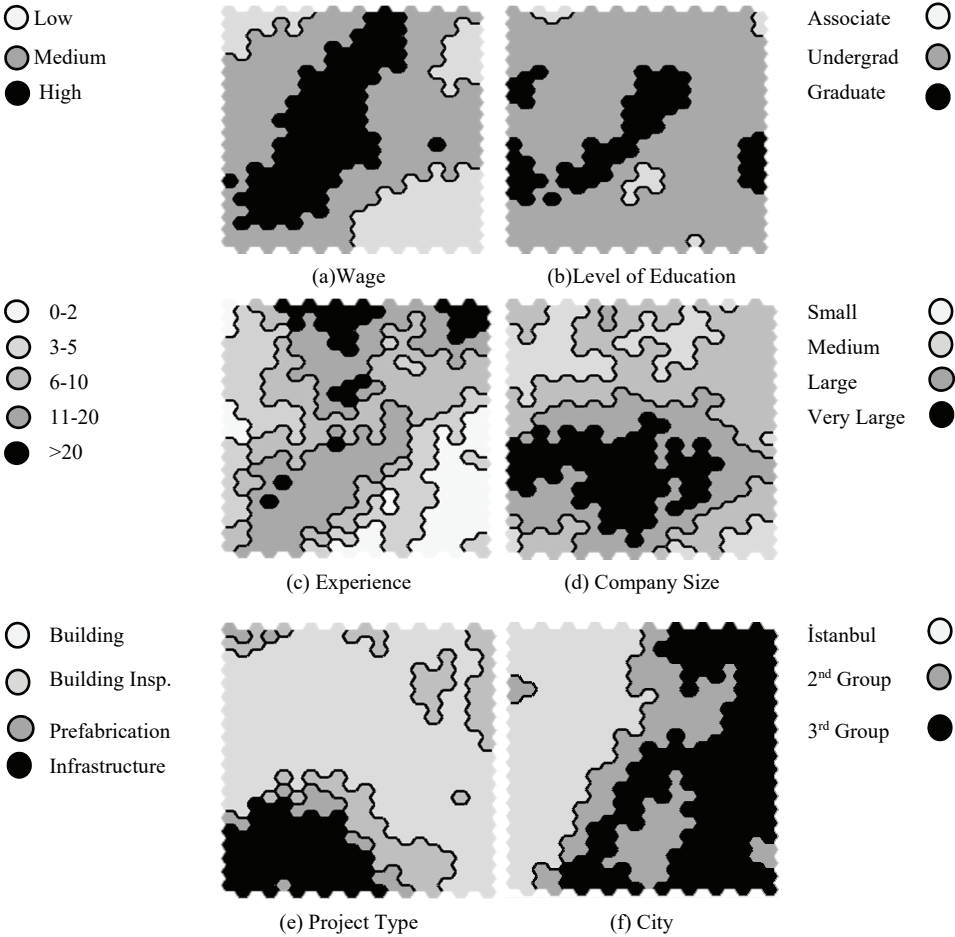 Low
Medium
High
Associate
Undergrad
Graduate
(a)Wage
(b)Level of Education
0-2
3-5
6-10
11-20
>20
Small
Medium
Large
Very Large
(c) Experience
(d) Company Size
Building
Building Insp.
Prefabrication
Infrastructure
İstanbul
2nd Group
3rd Group
(e) Project Type
(f) City